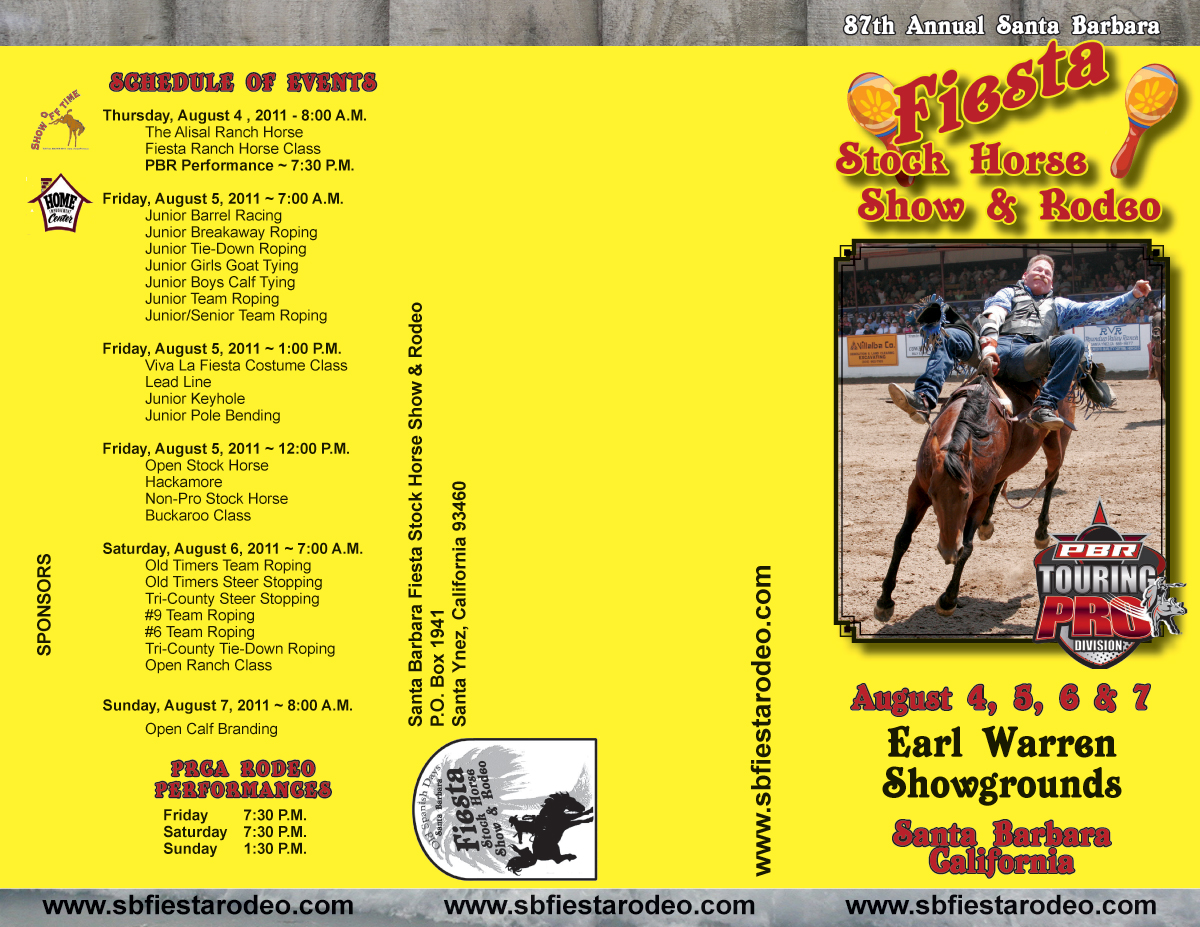 87th Annual Santa Barbara
Fiesta
Stock Horse
Show & Rodeo
SCHEDULE OF EVENTS
Thursday, August 4 , 2011 - 8:00 A.M.
The Alisal Ranch Horse
Fiesta Ranch Horse Class
PBR Performance ~ 7:30 P.M.
Friday, August 5, 2011 ~ 7:00 A.M.
Junior Barrel Racing
Junior Breakaway Roping
Junior Tie-Down Roping
Junior Girls Goat Tying
Junior Boys Calf Tying
Junior Team Roping
Junior/Senior Team Roping
Friday, August 5, 2011 ~ 1:00 P.M.
Viva La Fiesta Costume Class
Lead Line
Junior Keyhole
Junior Pole Bending
Friday, August 5, 2011 ~ 12:00 P.M.
Open Stock Horse
Hackamore
Non-Pro Stock Horse
Buckaroo Class
Saturday, August 6, 2011 ~ 7:00 A.M.
Old Timers Team Roping
Old Timers Steer Stopping
Tri-County Steer Stopping
#9 Team Roping
#6 Team Roping
Tri-County Tie-Down Roping
Open Ranch Class
Sunday, August 7, 2011 ~ 8:00 A.M.
Open Calf Branding
PRCA RODEO
PERFORMANCES
Friday 7:30 P.M.
Saturday 7:30 P.M.
Sunday 1:30 P.M.
SHOW OFF TIME
HOME
Center
SPONSORS
Santa Barbara Fiesta Stock Horse Show & Rodeo
P.O. Box 1941
Santa Ynez, California 93460
Old Spanish Days
Santa Barbara
Fiesta
Stock Horse
Show & Rodeo
www.sbfiestarodeo.com
Villalba Co.
EXCAVATING
RVR
PBR
TOURING
PRO
DIVISION
August 4, 5, 6 & 7
Earl Warren
Showgrounds
Santa Barbara
California
www.sbfiestarodeo.com
www.sbfiestarodeo.com
www.sbfiestarodeo.com